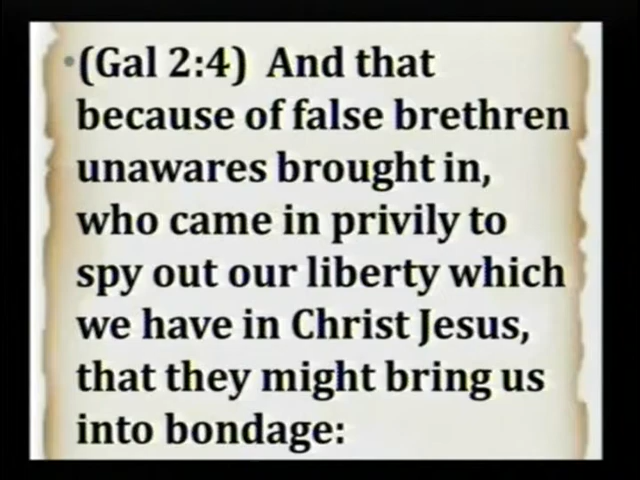 •(Gal 2:4)  And that
because of false brethren
unawares brought in,
who came in privily to
spy out our liberty which
we have in Christ Jesus,
that they might bring us
into bondage: